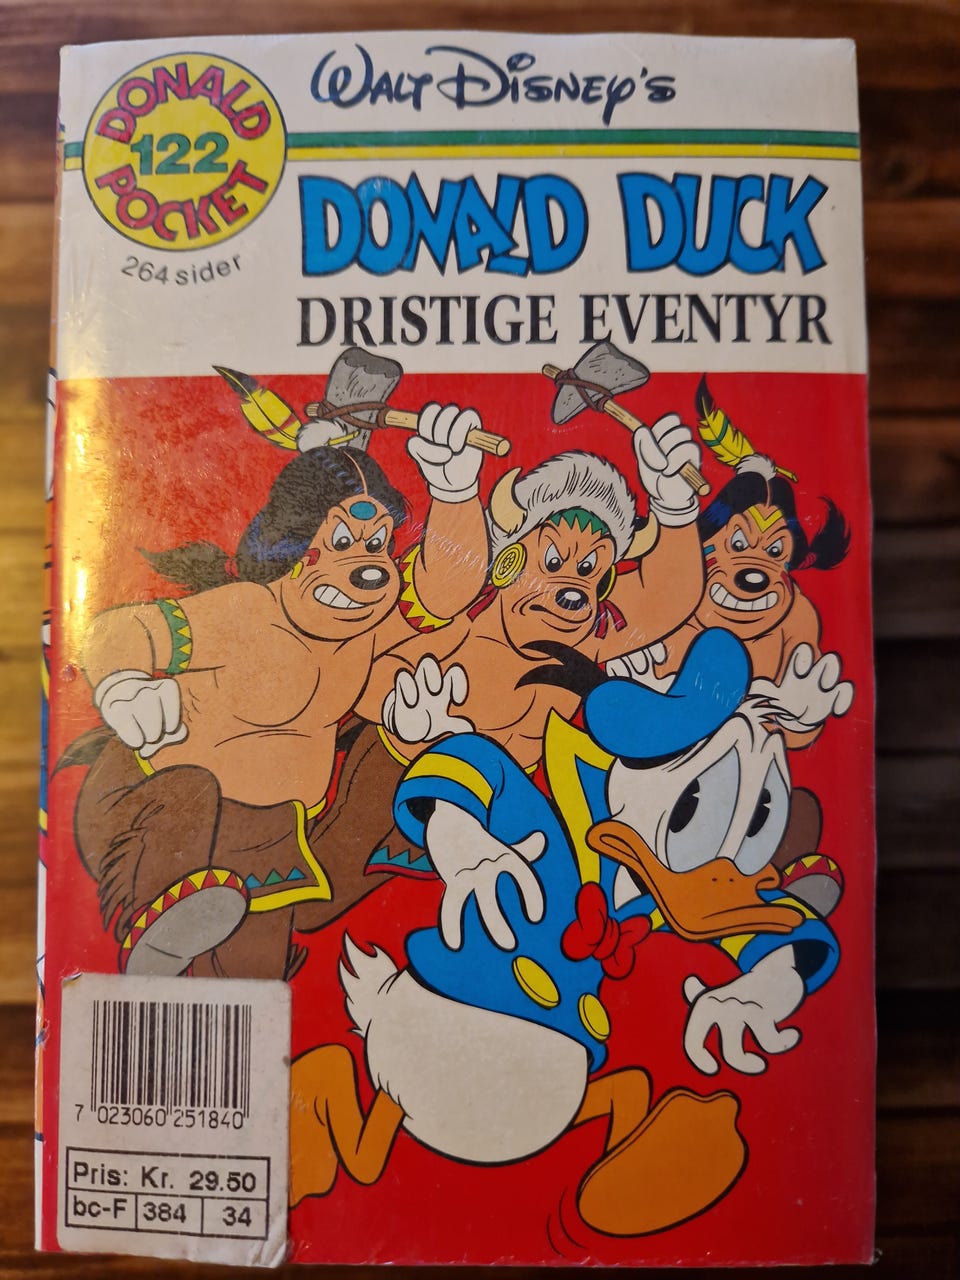 WALT DISNEY'S
DONALD
122
POCKET
264 sider
DONALD DUCK
DRISTIGE EVENTYR
7 023060 251840
Pris: Kr. 29.50
bc-F 384 34